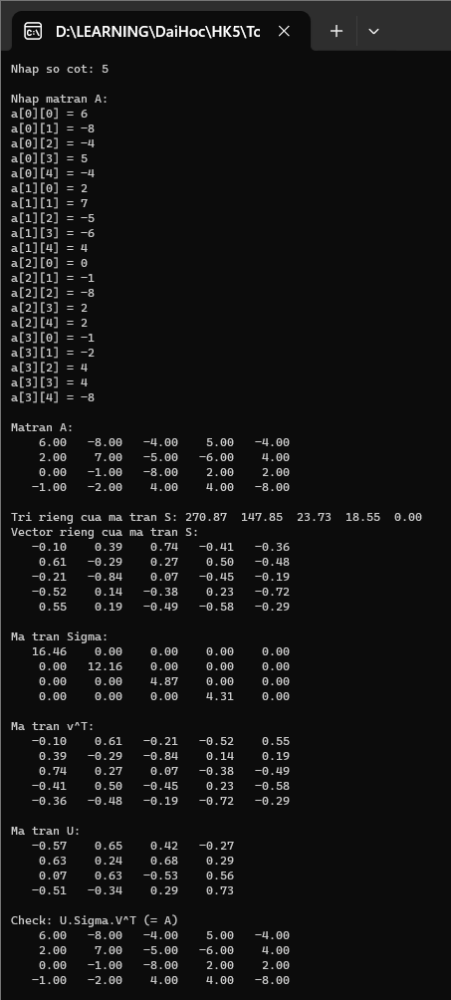 D:\LEARNING\DaiHoc\HK5\Tc
Nhap so cot: 5
Nhap matran A:
a[0][0] = 6
a[0][1] = -8
a[0][2] = -4
a[0][3] = 5
a[0][4] = -4
a[1][0] = 2
a[1][1] = 7
a[1][2] = -5
a[1][3] = -6
a[1][4] = 4
a[2][0] = 0
a[2][1] = -1
a[2][2] = -8
a[2][3] = 2
a[2][4] = 2
a[3][0] = -1
a[3][1] = -2
a[3][2] = 4
a[3][3] = 4
a[3][4] = -8
Matran A:
6.00 -8.00 -4.00 5.00 -4.00
2.00 7.00 -5.00 -6.00 4.00
0.00 -1.00 -8.00 2.00 2.00
-1.00 -2.00 4.00 4.00 -8.00
Tri rieng cua ma tran S: 270.87 147.85 23.73 18.55 0.00
Vector rieng cua ma tran S:
-0.10 0.39 0.74 -0.41 -0.36
0.61 -0.29 0.27 0.50 -0.48
-0.21 -0.84 0.07 -0.45 -0.19
-0.52 0.14 -0.38 0.23 -0.72
0.55 0.19 -0.49 -0.58 -0.29
Ma tran Sigma:
16.46 0.00 0.00 0.00 0.00
0.00 12.16 0.00 0.00 0.00
0.00 0.00 4.87 0.00 0.00
0.00 0.00 0.00 4.31 0.00
Ma tran v^T:
-0.10 0.61 -0.21 -0.52 0.55
0.39 -0.29 -0.84 0.14 0.19
0.74 0.27 0.07 -0.38 -0.49
-0.41 0.50 -0.45 0.23 -0.58
-0.36 -0.48 -0.19 -0.72 -0.29
Ma tran U:
-0.57 0.65 0.42 -0.27
0.63 0.24 0.68 0.29
0.07 0.63 -0.53 0.56
-0.51 -0.34 0.29 0.73
Check: U.Sigma.V^T (= A)
6.00 -8.00 -4.00 5.00 -4.00
2.00 7.00 -5.00 -6.00 4.00
0.00 -1.00 -8.00 2.00 2.00
-1.00 -2.00 4.00 4.00 -8.00